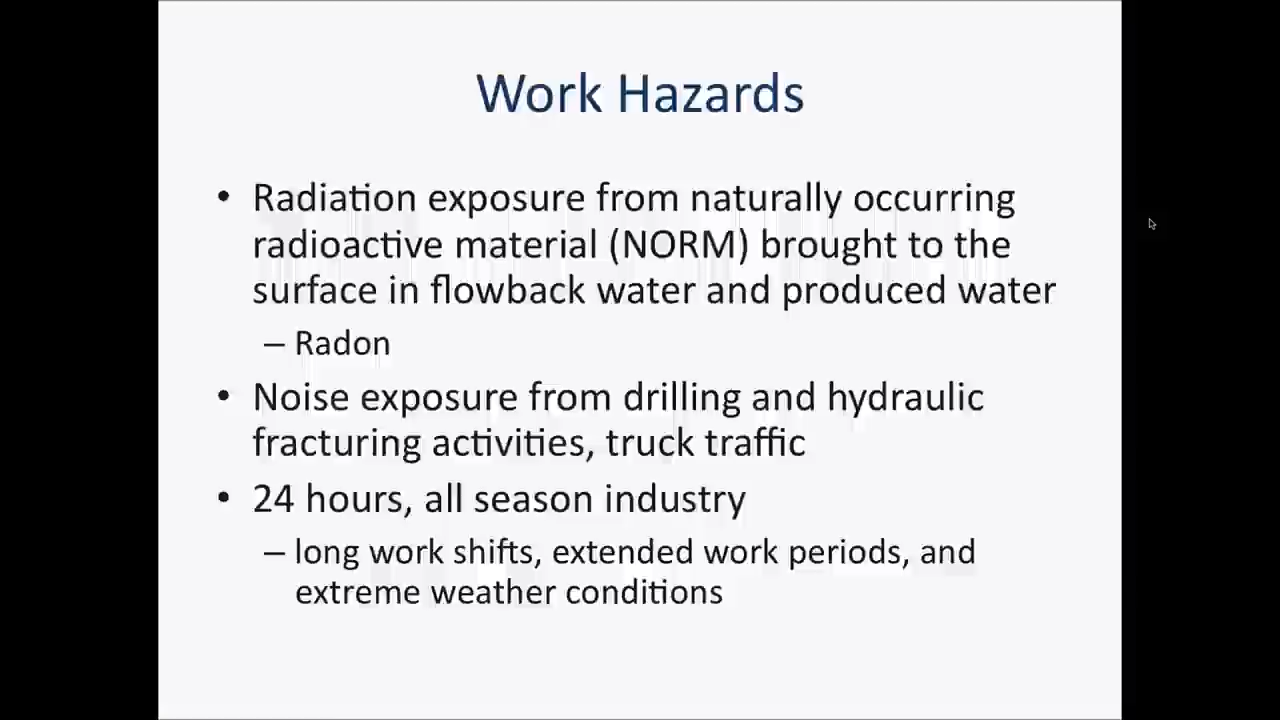 Work Hazards
• Radiation exposure from naturally occurring
radioactive material (NORM) brought to the
surface in flowback water and produced water
– Radon
• Noise exposure from drilling and hydraulic
fracturing activities, truck traffic
• 24 hours, all season industry
– long work shifts, extended work periods, and
extreme weather conditions